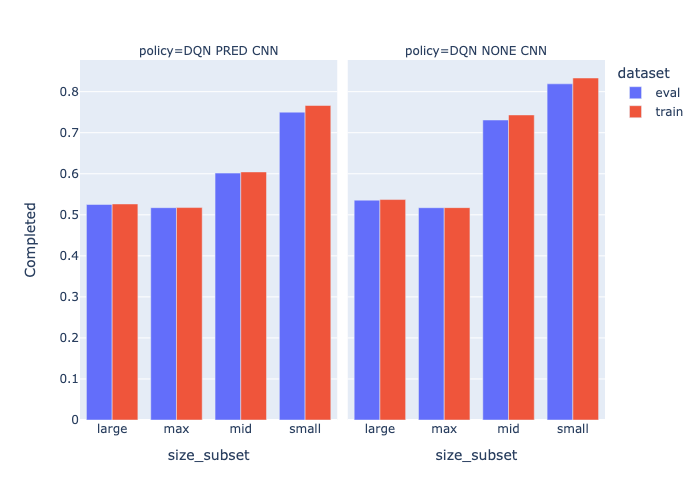 policy=DQN PRED CNN
policy=DQN NONE CNN
dataset
eval
train
Completed
0.8
0.7
0.6
0.5
0.4
0.3
0.2
0.1
0
large max mid small
large max mid small
size_subset
size_subset